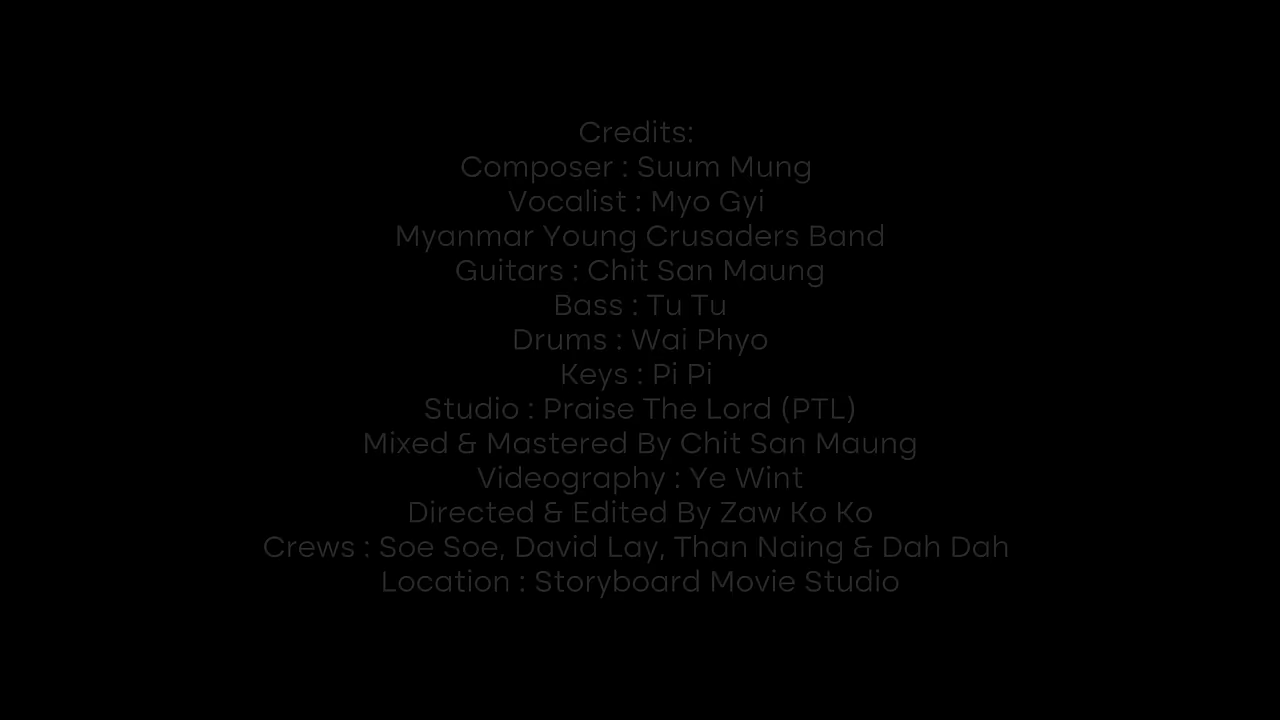 Credits:
Composer : Suum Mung
Vocalist : Myo Gyi
Myanmar Young Crusaders Band
Guitars : Chit San Maung
Bass : Tu Tu
Drums : Wai Phyo
Keys : Pi Pi
Studio : Praise The Lord (PTL)
Mixed & Mastered By Chit San Maung
Videography : Ye Wint
Directed & Edited By Zaw Ko Ko
Crews : Soe Soe, David Lay, Than Naing & Dah Dah
Location : Storyboard Movie Studio